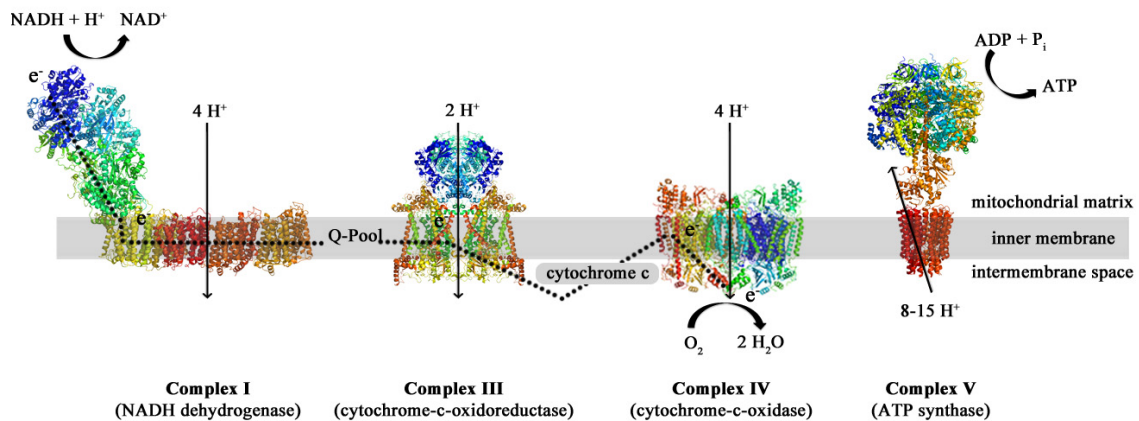 NADH + H⁺ NAD⁺
e⁻
4 H⁺
e⁻
2 H⁺
e⁻
Q-Pool
cytochrome c
4 H⁺
e⁻
e⁻
O₂ 2 H₂O
ADP + Pᵢ
ATP
mitochondrial matrix
inner membrane
intermembrane space
8-15 H⁺
Complex I
(NADH dehydrogenase)
Complex III
(cytochrome-c-oxidoreductase)
Complex IV
(cytochrome-c-oxidase)
Complex V
(ATP synthase)